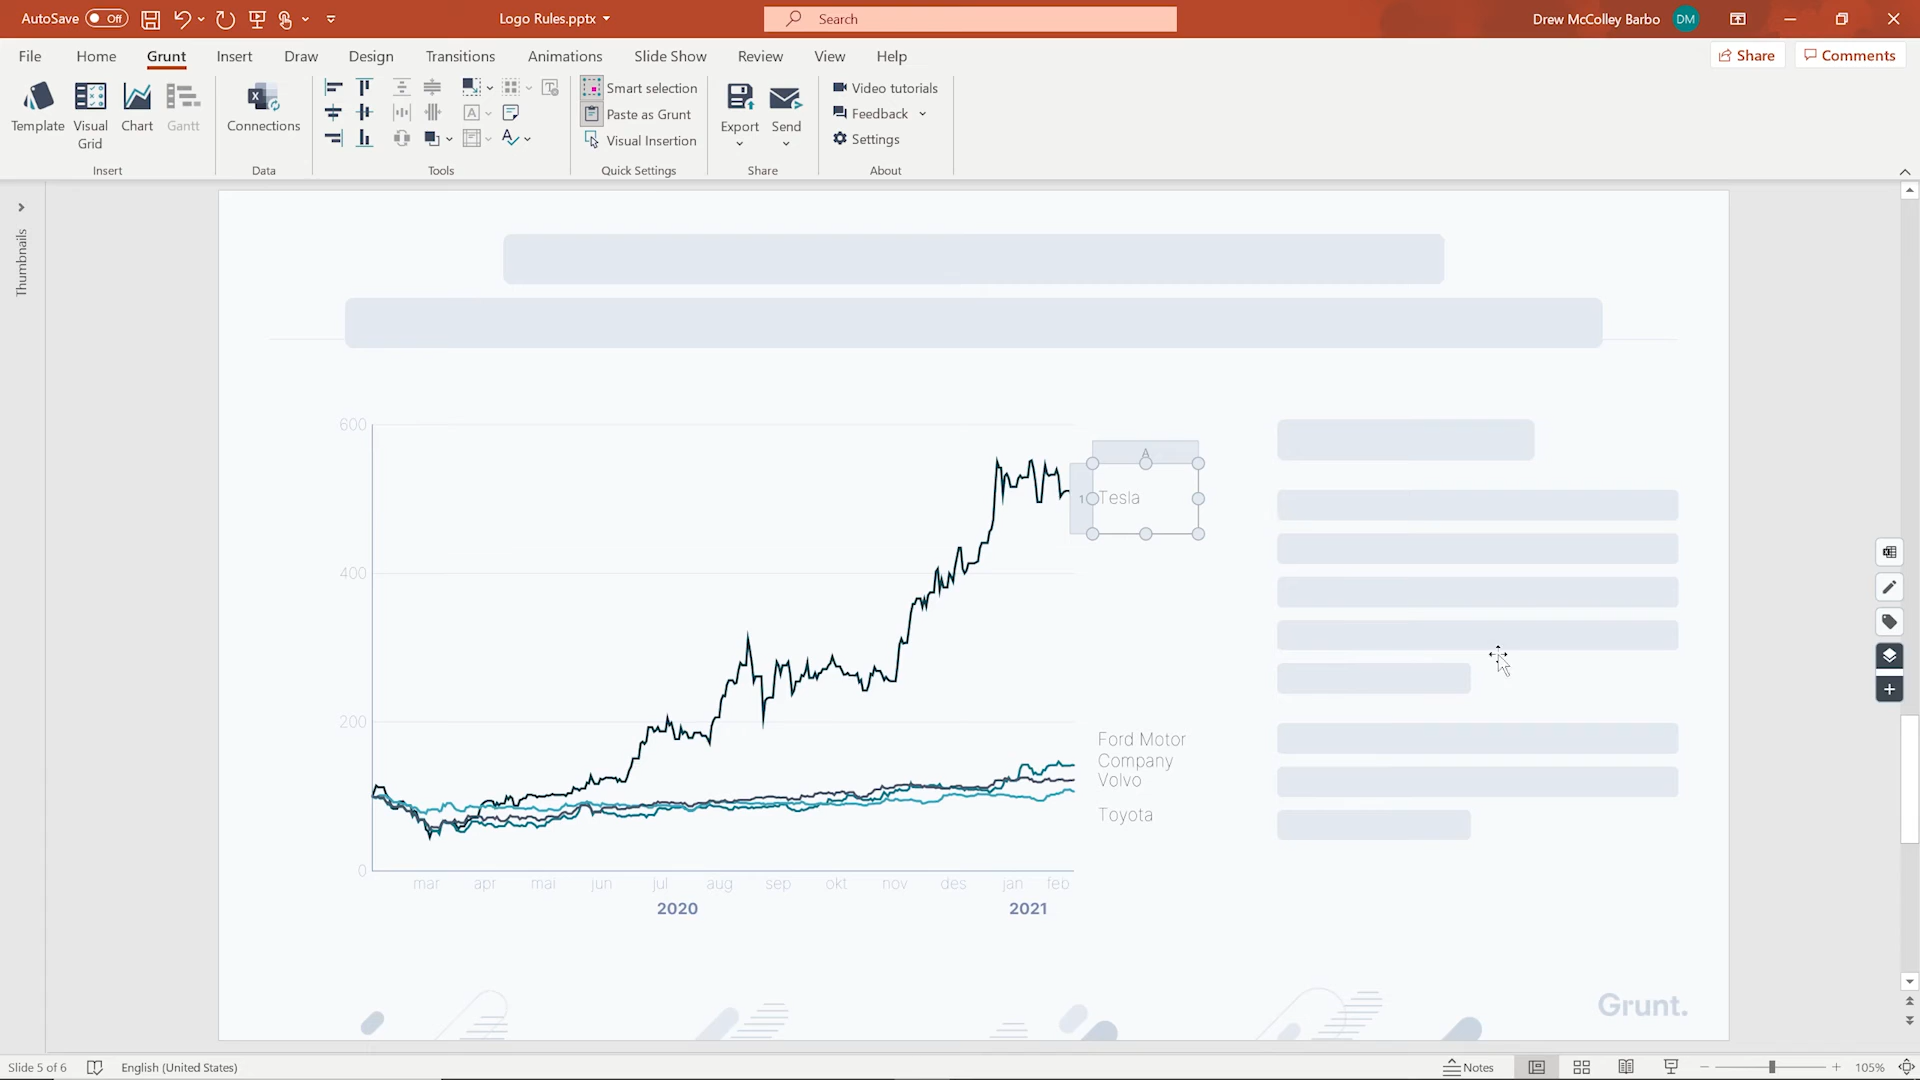 AutoSave Off
Logo Rules.pptx
Search
Drew McColley Barbo DM
File Home Grunt Insert Draw Design Transitions Animations Slide Show Review View Help
Share Comments
Template
Visual Grid
Chart
Gantt
Insert
Connections
Data
Tools
Smart selection
Paste as Grunt
Visual Insertion
Quick Settings
Export
Send
Share
Video tutorials
Feedback
Settings
About
Thumbnails
600
400
200
0
A
1
Tesla
Ford Motor
Company
Volvo
Toyota
mar apr mai jun jul aug sep okt nov des jan feb
2020 2021
Grunt.
Slide 5 of 6
English (United States)
Notes
105%